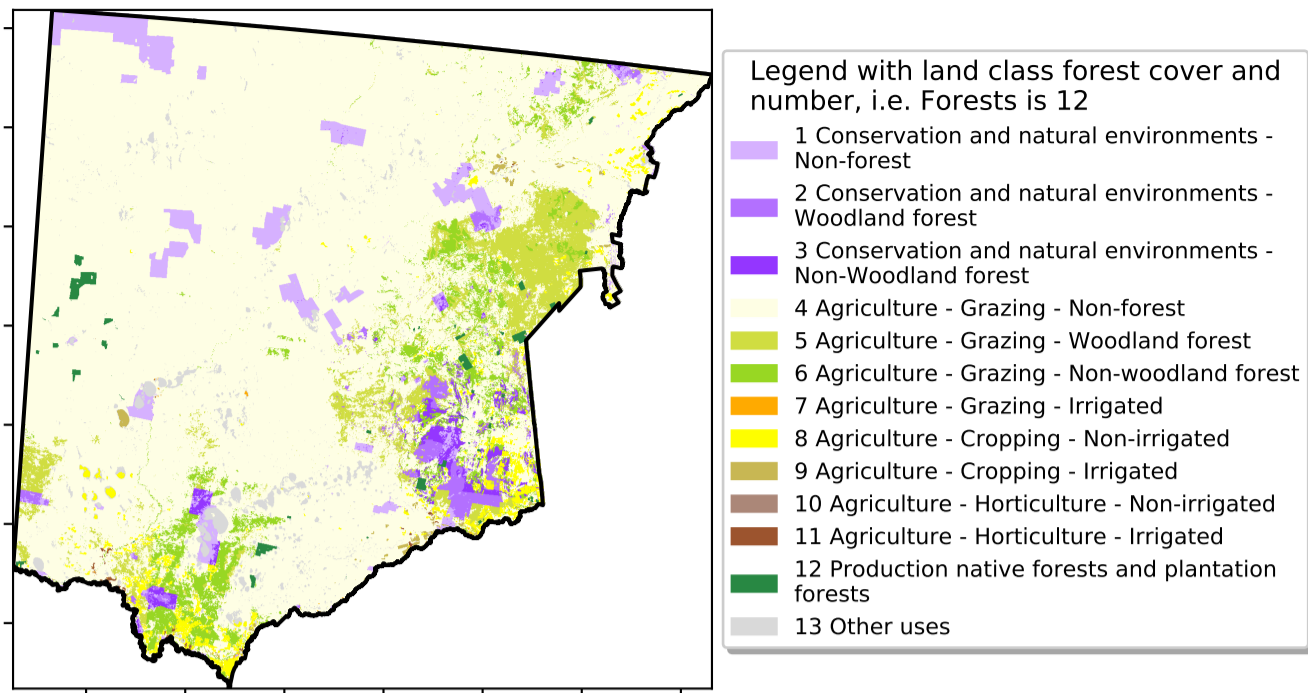 Legend with land class forest cover and
number, i.e. Forests is 12
1 Conservation and natural environments -
Non-forest
2 Conservation and natural environments -
Woodland forest
3 Conservation and natural environments -
Non-Woodland forest
4 Agriculture - Grazing - Non-forest
5 Agriculture - Grazing - Woodland forest
6 Agriculture - Grazing - Non-woodland forest
7 Agriculture - Grazing - Irrigated
8 Agriculture - Cropping - Non-irrigated
9 Agriculture - Cropping - Irrigated
10 Agriculture - Horticulture - Non-irrigated
11 Agriculture - Horticulture - Irrigated
12 Production native forests and plantation
forests
13 Other uses